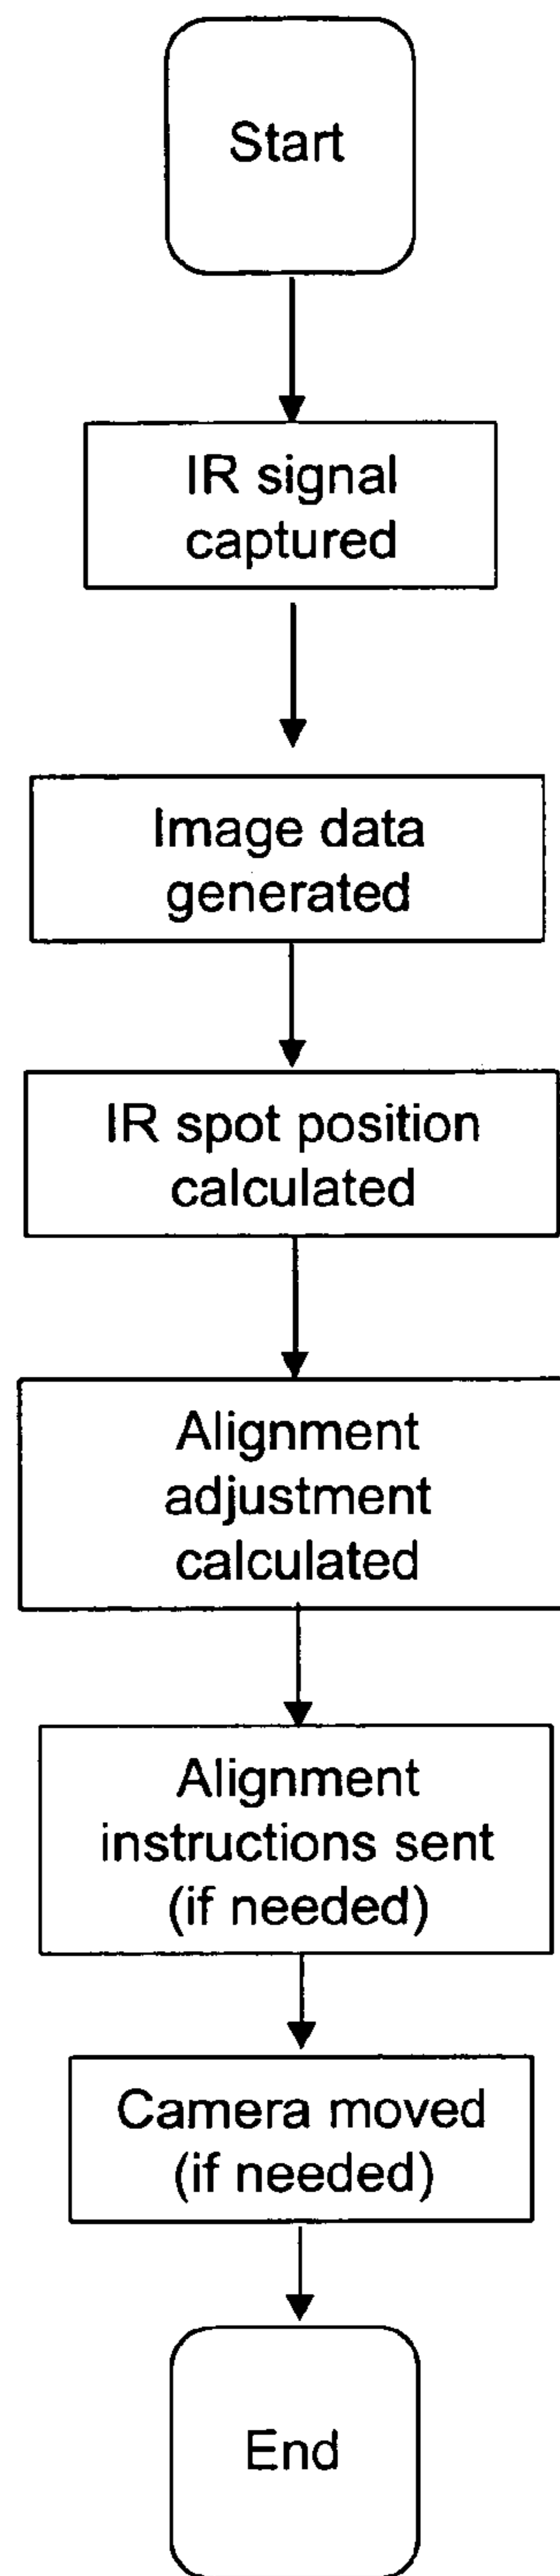 Start
IR signal
captured
Image data
generated
IR spot position
calculated
Alignment
adjustment
calculated
Alignment
instructions sent
(if needed)
Camera moved
(if needed)
End